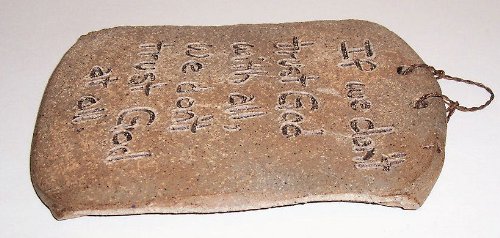 If we don't
trust God
with all,
We don't
trust God
at all